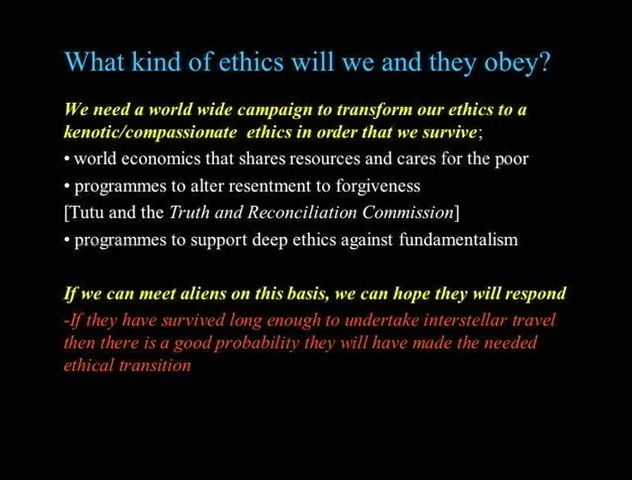 What kind of ethics will we and they obey?
We need a world wide campaign to transform our ethics to a
kenotic/compassionate ethics in order that we survive;
• world economics that shares resources and cares for the poor
• programmes to alter resentment to forgiveness
[Tutu and the Truth and Reconciliation Commission]
• programmes to support deep ethics against fundamentalism
If we can meet aliens on this basis, we can hope they will respond
-If they have survived long enough to undertake interstellar travel
then there is a good probability they will have made the needed
ethical transition